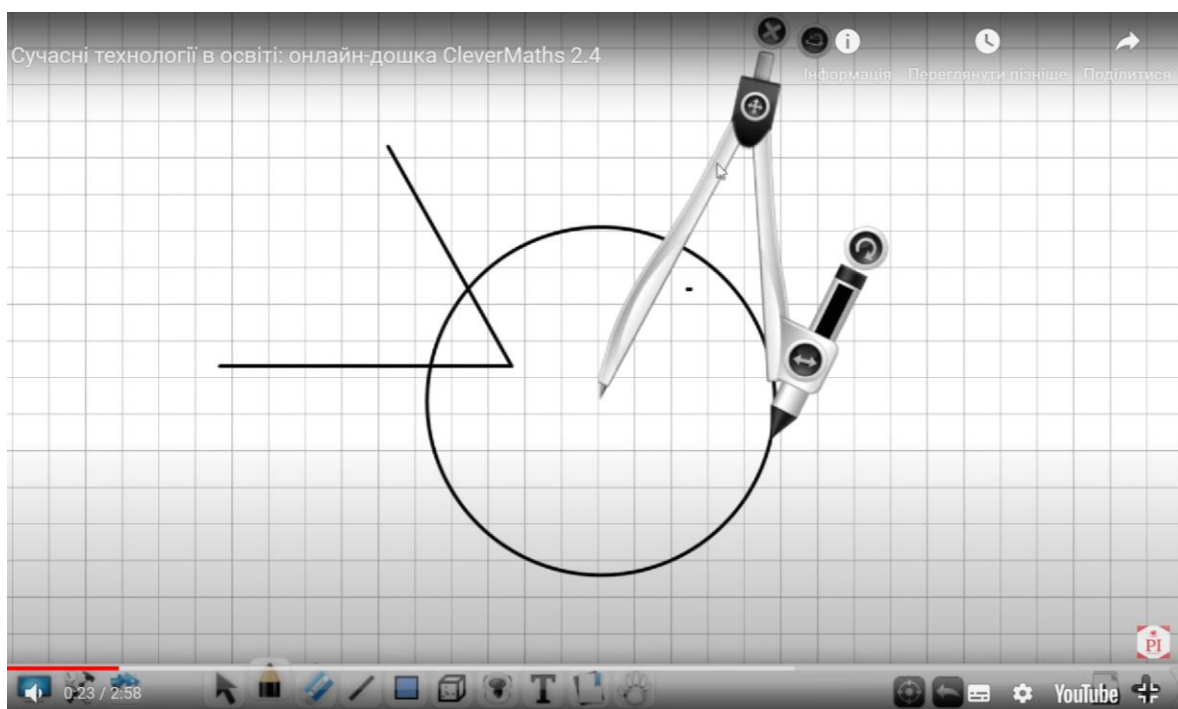 Сучасні технології в освіті: онлайн-дошка CleverMaths 2.4
Інформація Переглянути пізніше Поділитися
PI
0:23 / 2:58
T
YouTube